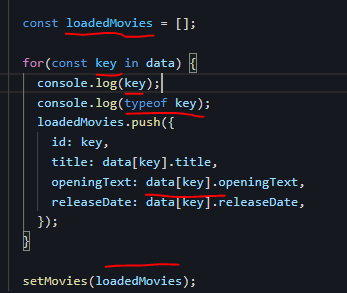 const loadedMovies = [];
for(const key in data) {
console.log(key);
console.log(typeof key);
loadedMovies.push({
id: key,
title: data[key].title,
openingText: data[key].openingText,
releaseDate: data[key].releaseDate,
});
}
setMovies(loadedMovies);